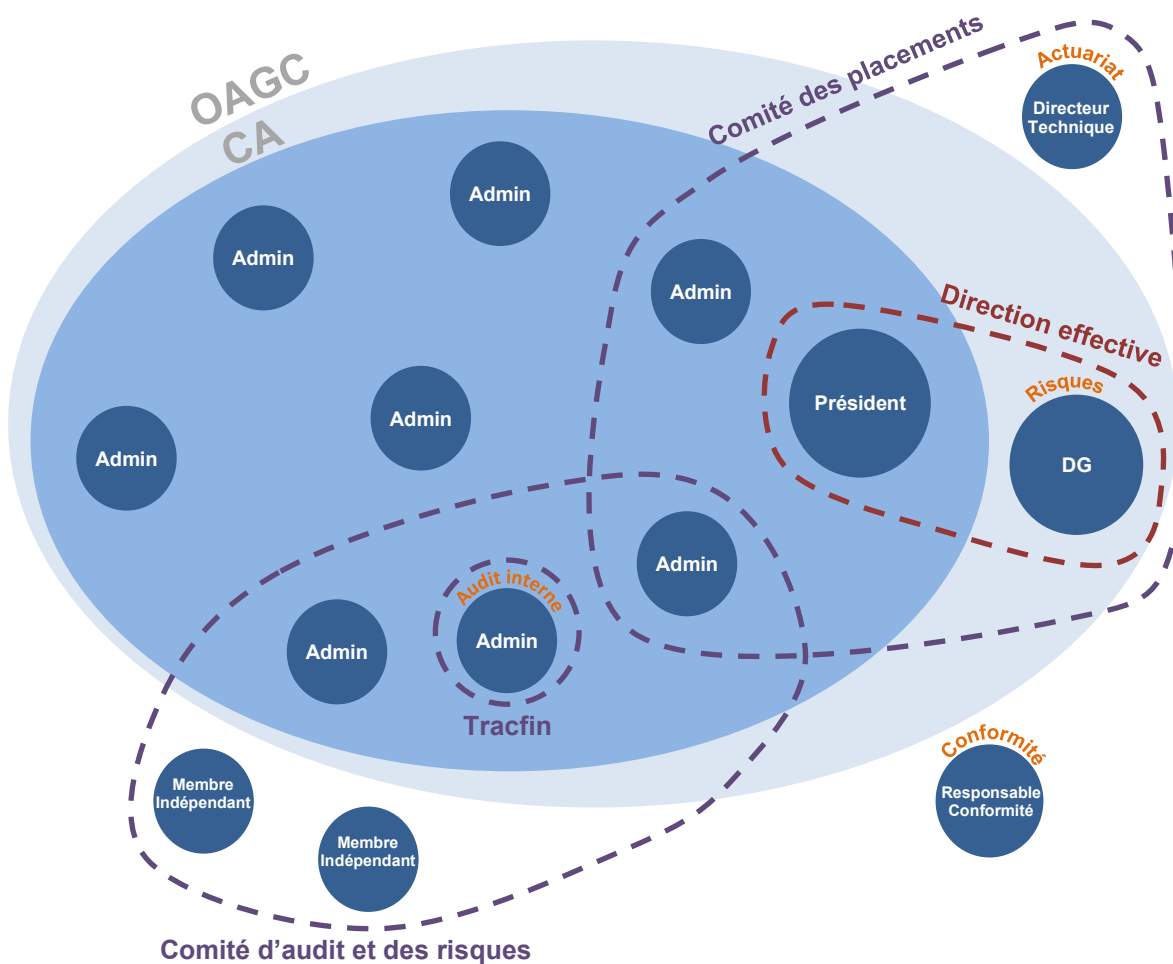 OAGC
CA
Comité des placements
Actuariat
Directeur
Technique
Admin
Admin
Admin
Direction effective
Président
Risques
DG
Admin
Admin
Admin
Audit interne
Admin
Admin
Tracfin
Conformité
Responsable
Conformité
Membre
Indépendant
Membre
Indépendant
Comité d’audit et des risques